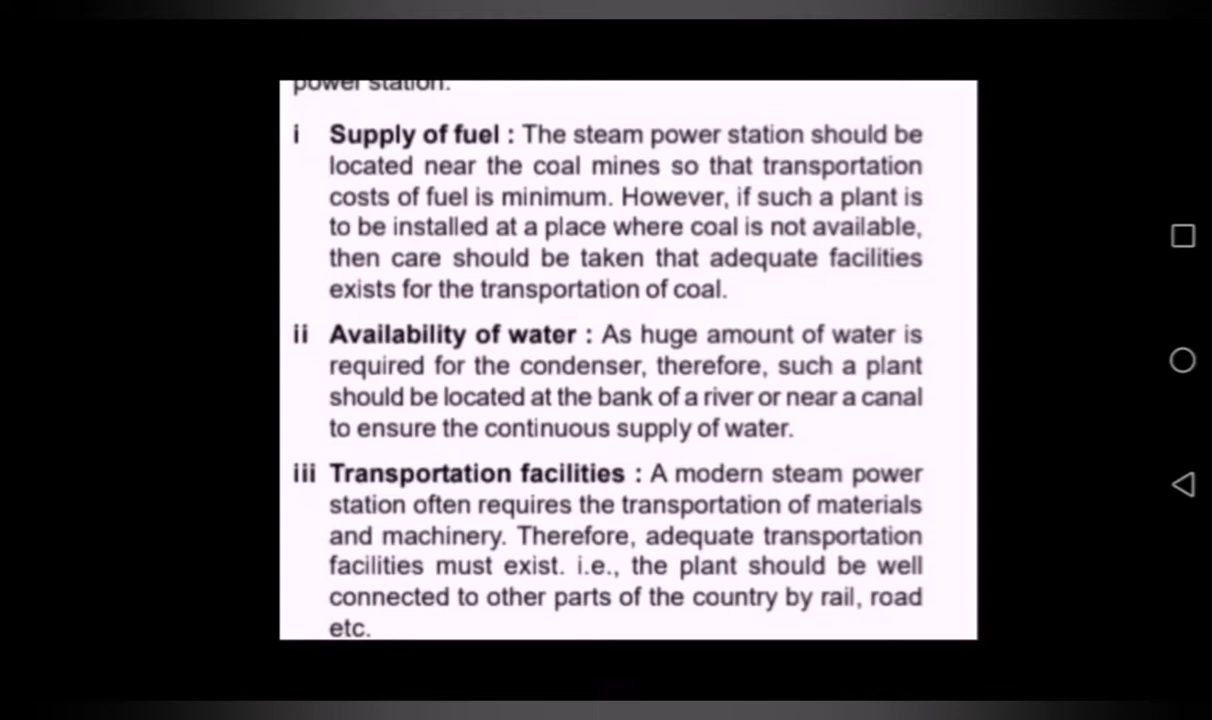 power station.
i Supply of fuel : The steam power station should be
located near the coal mines so that transportation
costs of fuel is minimum. However, if such a plant is
to be installed at a place where coal is not available,
then care should be taken that adequate facilities
exists for the transportation of coal.
ii Availability of water : As huge amount of water is
required for the condenser, therefore, such a plant
should be located at the bank of a river or near a canal
to ensure the continuous supply of water.
iii Transportation facilities : A modern steam power
station often requires the transportation of materials
and machinery. Therefore, adequate transportation
facilities must exist. i.e., the plant should be well
connected to other parts of the country by rail, road
etc.